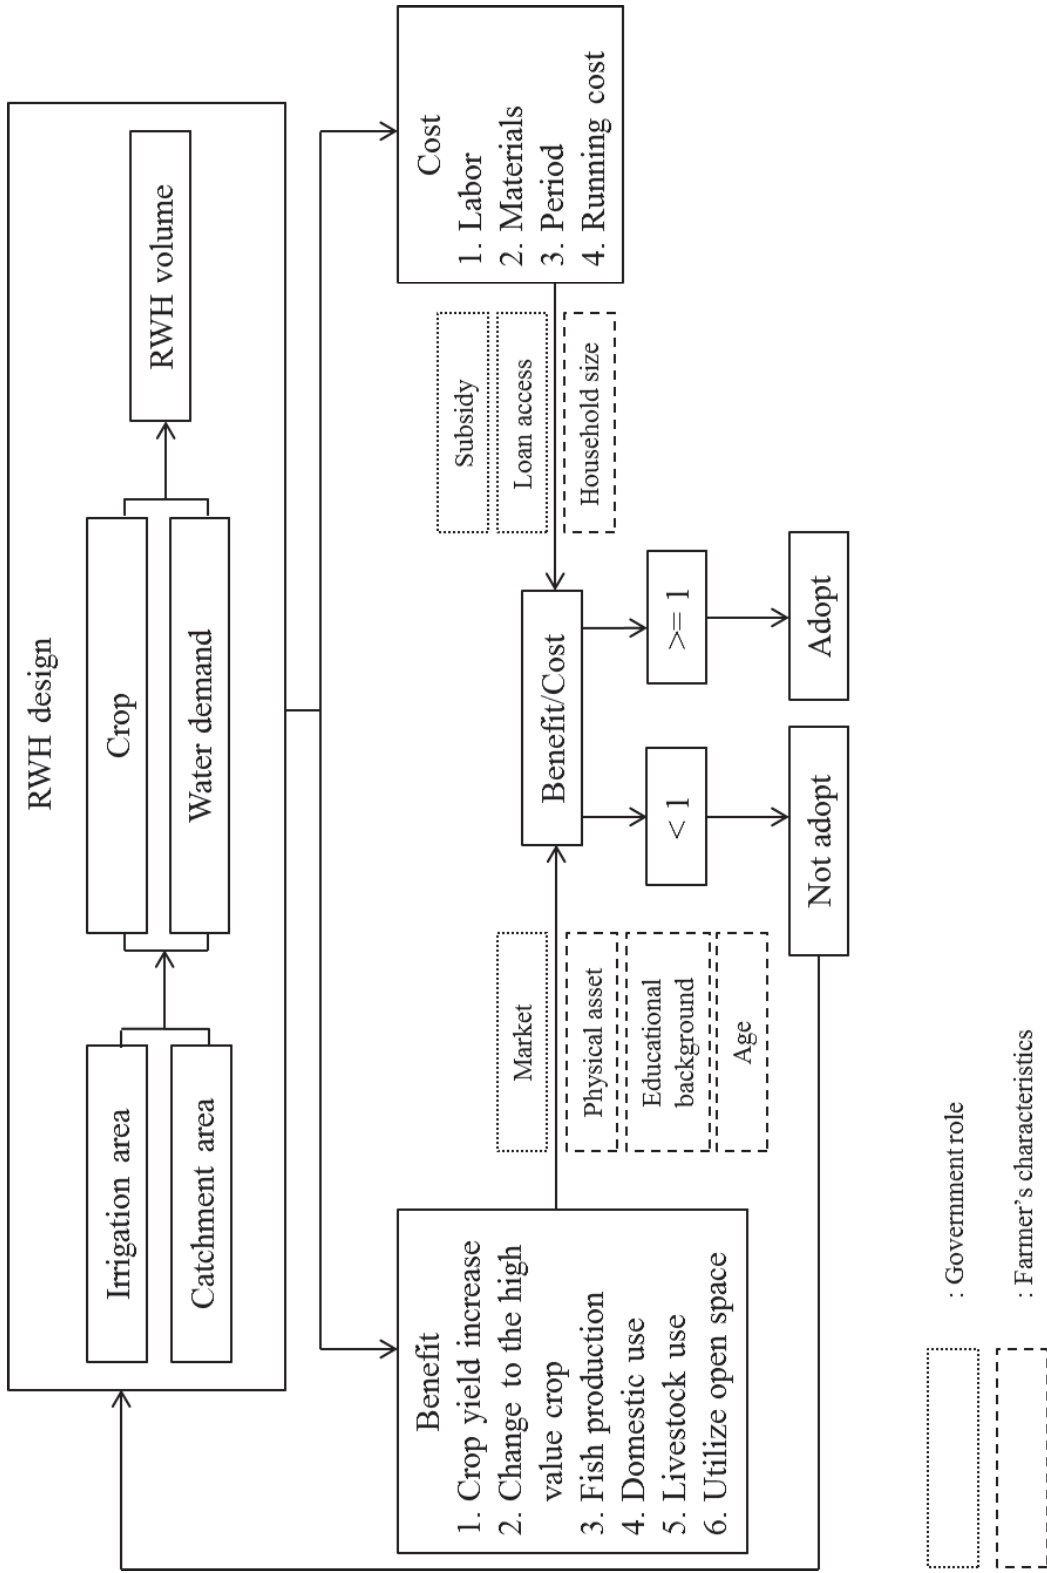 RWH design
Irrigation area
Catchment area
Crop
Water demand
RWH volume
Benefit
1. Crop yield increase
2. Change to the high
value crop
3. Fish production
4. Domestic use
5. Livestock use
6. Utilize open space
Market
Physical asset
Educational
background
Age
Benefit/Cost
< 1
>= 1
Not adopt
Adopt
Subsidy
Loan access
Household size
Cost
1. Labor
2. Materials
3. Period
4. Running cost
: Government role
: Farmer's characteristics